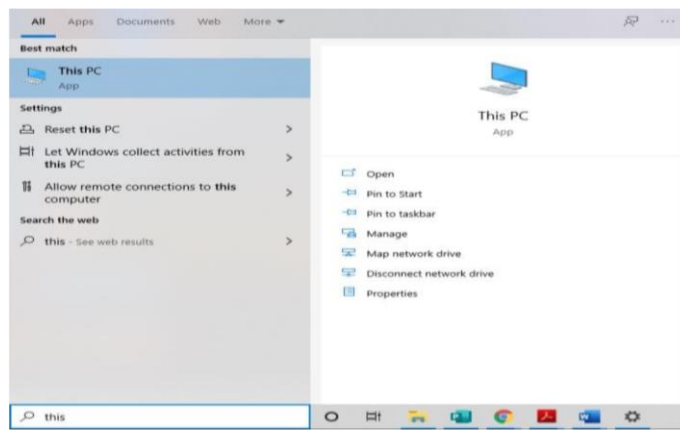 All Apps Documents Web More
Best match
This PC
App
Settings
Reset this PC
Let Windows collect activities from
this PC
Allow remote connections to this
computer
Search the web
this - See web results
This PC
App
Open
Pin to Start
Pin to taskbar
Manage
Map network drive
Disconnect network drive
Properties
this